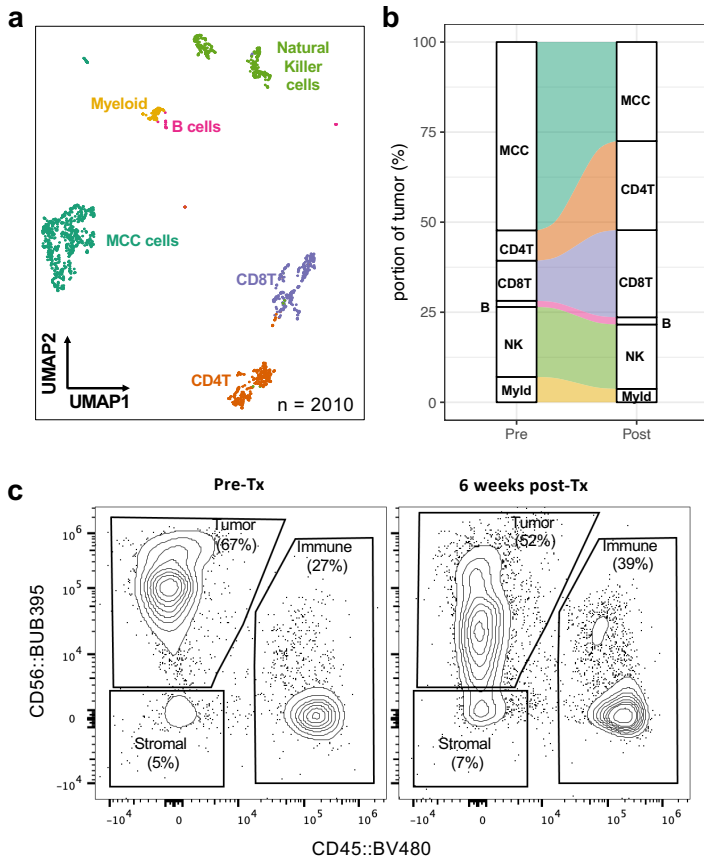 a
Natural
Killer
cells
Myeloid
B cells
MCC cells
CD8T
CD4T
UMAP2
UMAP1
n = 2010
b
portion of tumor (%)
100
75
50
25
0
MCC
CD4T
CD8T
B
NK
Myld
MCC
CD4T
CD8T
B
NK
Myld
Pre
Post
c
Pre-Tx
6 weeks post-Tx
CD56::BUB395
10^6
10^5
10^4
0
-10^4
Tumor
(67%)
Immune
(27%)
Stromal
(5%)
Tumor
(52%)
Immune
(39%)
Stromal
(7%)
-10^4 0 10^4 10^5 10^6
-10^4 0 10^4 10^5 10^6
CD45::BV480